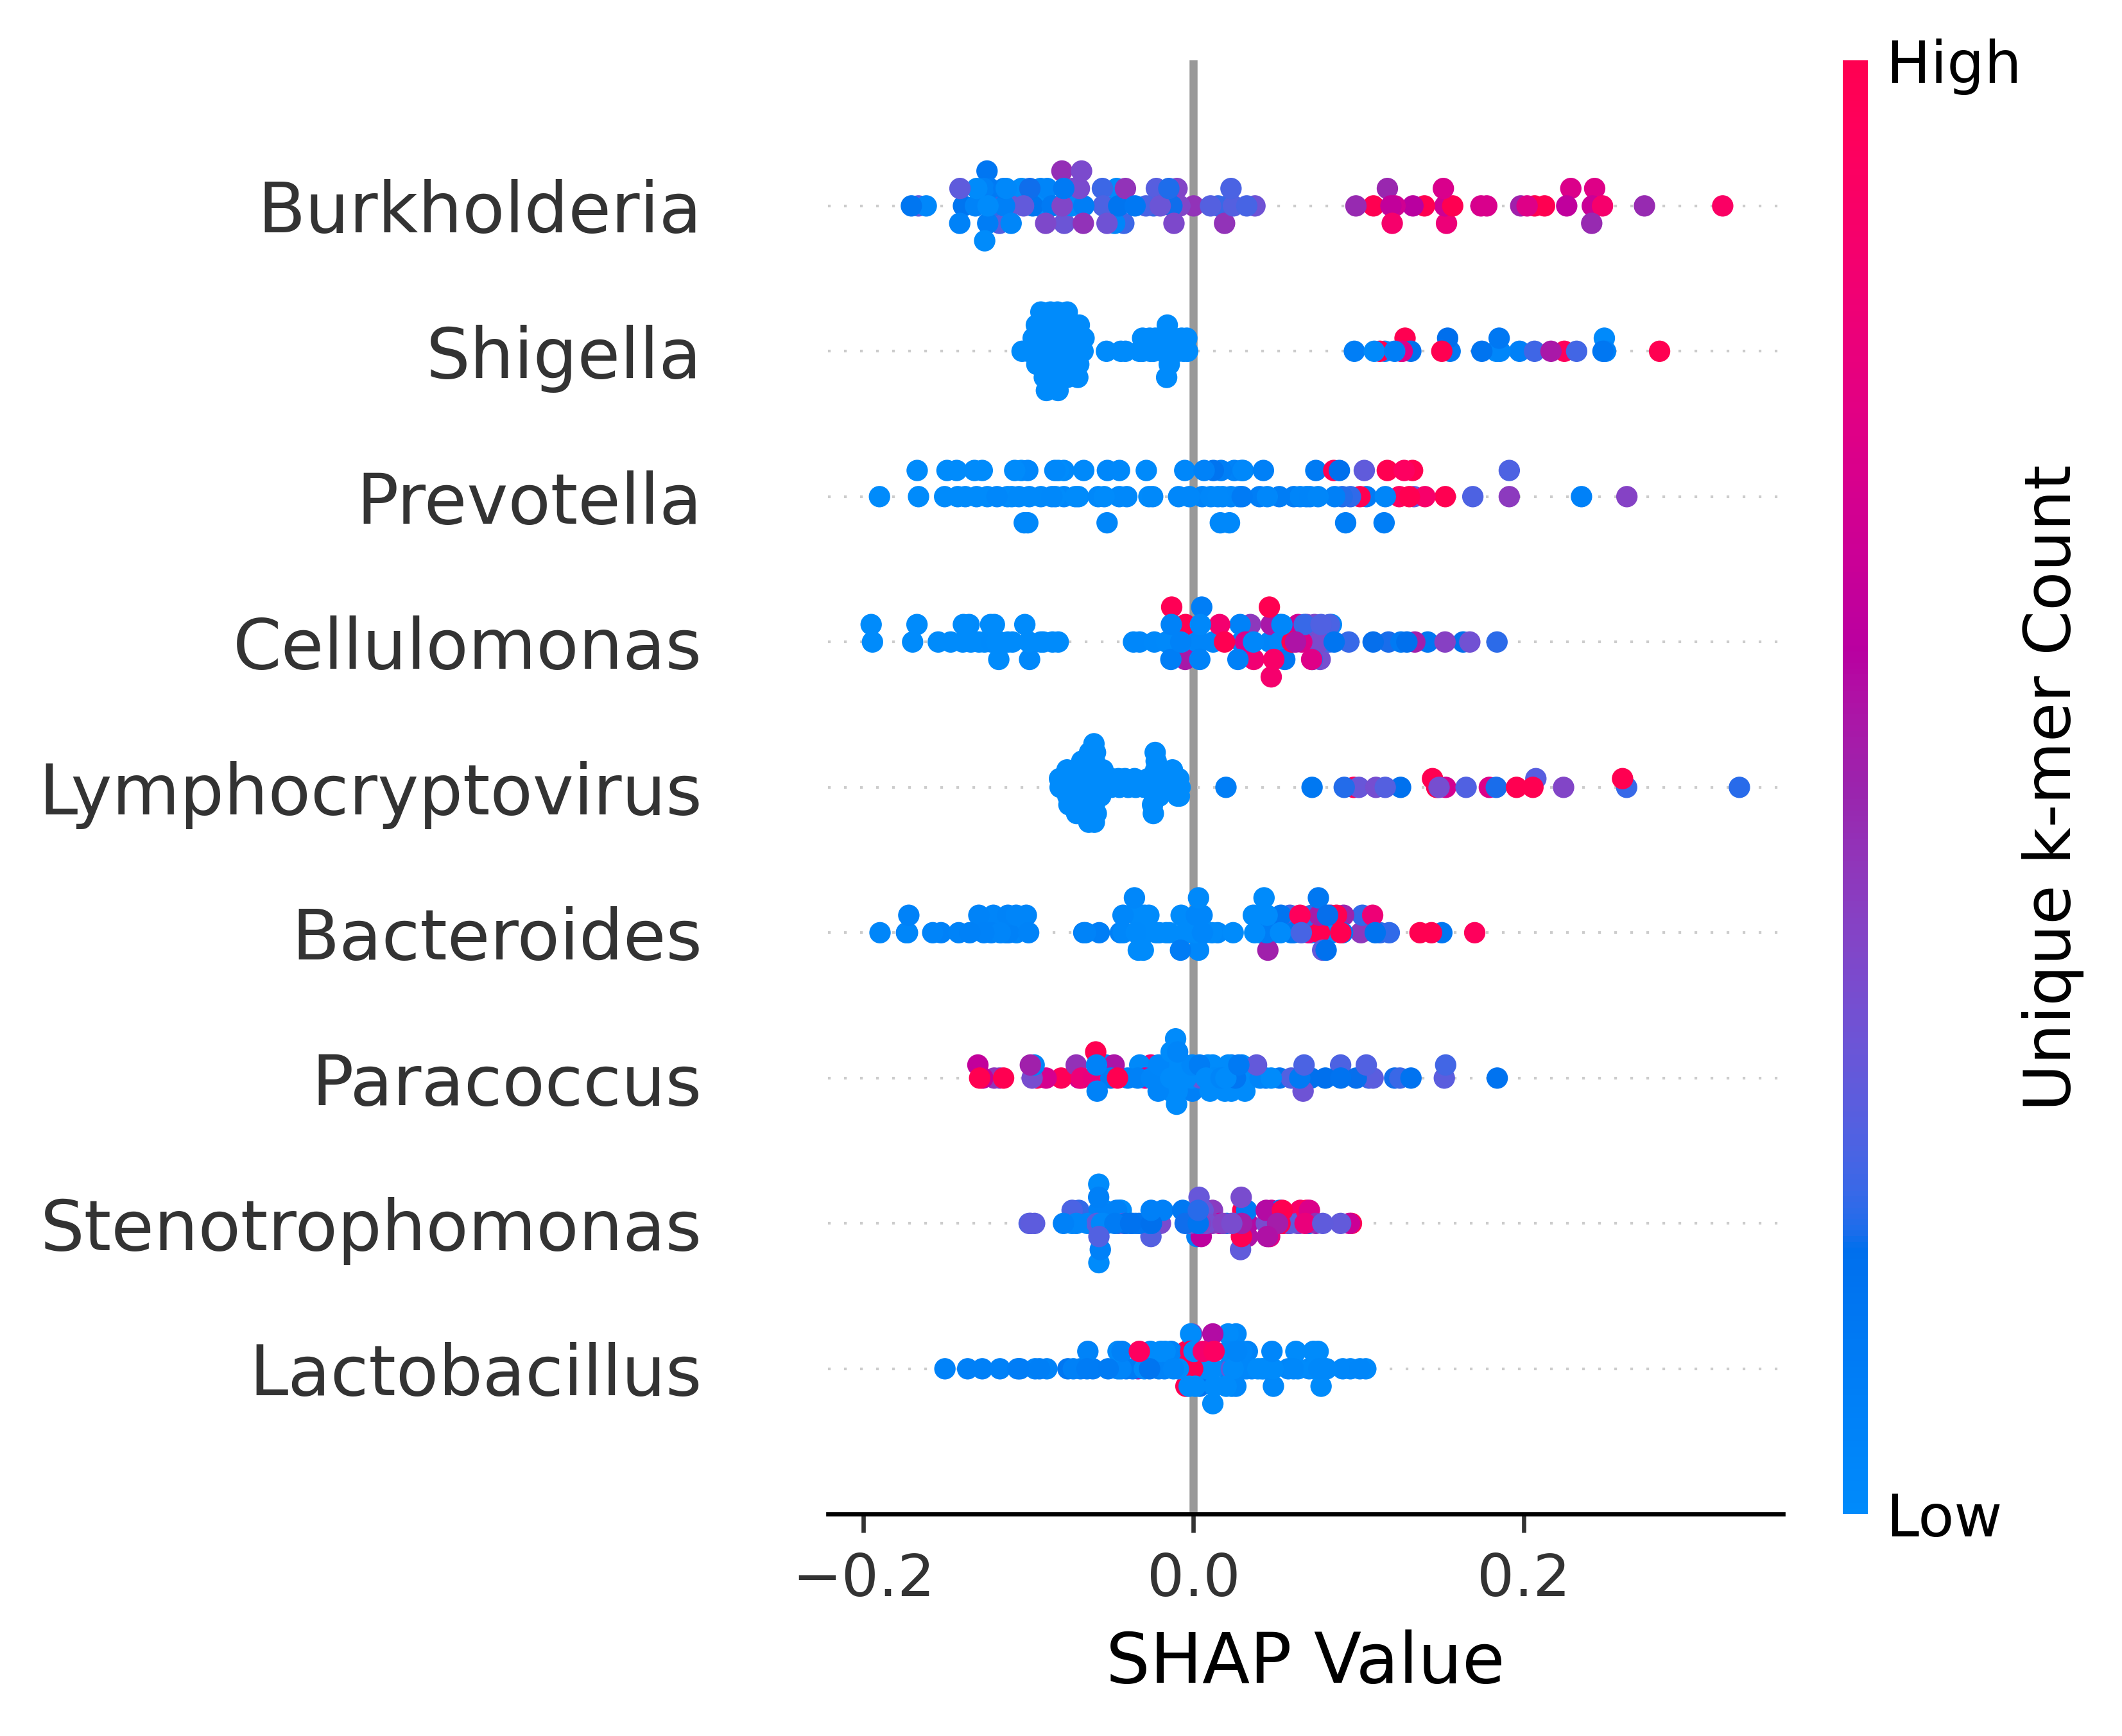 High
Burkholderia
Shigella
Prevotella
Cellulomonas
Lymphocryptovirus
Bacteroides
Paracoccus
Stenotrophomonas
Lactobacillus
Unique k-mer Count
Low
−0.2
0.0
0.2
SHAP Value